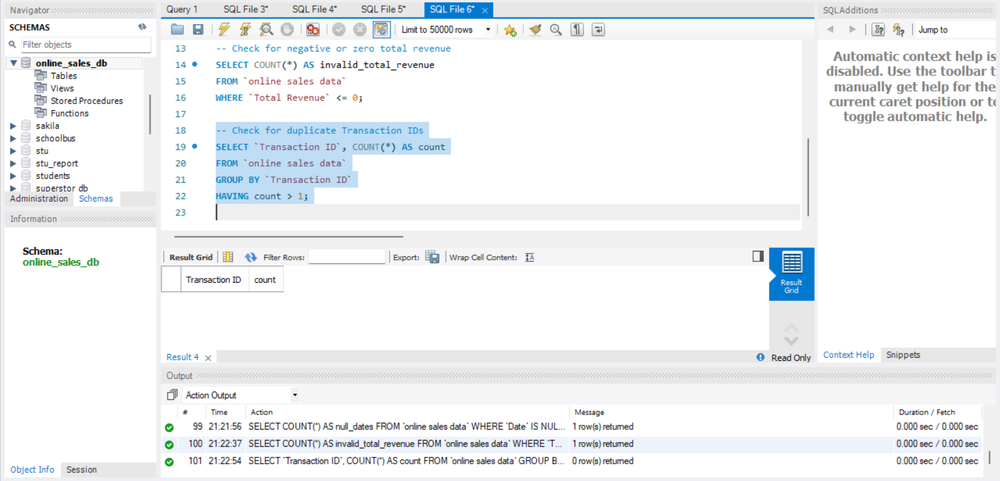 Navigator
SCHEMAS
Filter objects
online_sales_db
Tables
Views
Stored Procedures
Functions
sakila
schoolbus
stu
stu_report
students
superstor_db
Administration Schemas
Information
Schema:
online_sales_db
Object Info Session
Query 1 SQL File 3* SQL File 4* SQL File 5* SQL File 6*
Limit to 50000 rows
13 -- Check for negative or zero total revenue
14 SELECT COUNT(*) AS invalid_total_revenue
15 FROM `online sales data`
16 WHERE `Total Revenue` <= 0;
17
18 -- Check for duplicate Transaction IDs
19 SELECT `Transaction ID`, COUNT(*) AS count
20 FROM `online sales data`
21 GROUP BY `Transaction ID`
22 HAVING count > 1;
23
Result Grid Filter Rows: Export: Wrap Cell Content:
Transaction ID count
Result
Grid
Result 4 Read Only
Output
Action Output
# Time Action Message Duration / Fetch
99 21:21:56 SELECT COUNT(*) AS null_dates FROM `online sales data` WHERE `Date` IS NUL... 1 row(s) returned 0.000 sec / 0.000 sec
100 21:22:37 SELECT COUNT(*) AS invalid_total_revenue FROM `online sales data` WHERE `T... 1 row(s) returned 0.000 sec / 0.000 sec
101 21:22:54 SELECT `Transaction ID`, COUNT(*) AS count FROM `online sales data` GROUP B... 0 row(s) returned 0.000 sec / 0.000 sec
SQLAdditions
Jump to
Automatic context help is
disabled. Use the toolbar t
manually get help for the
current caret position or to
toggle automatic help.
Context Help Snippets